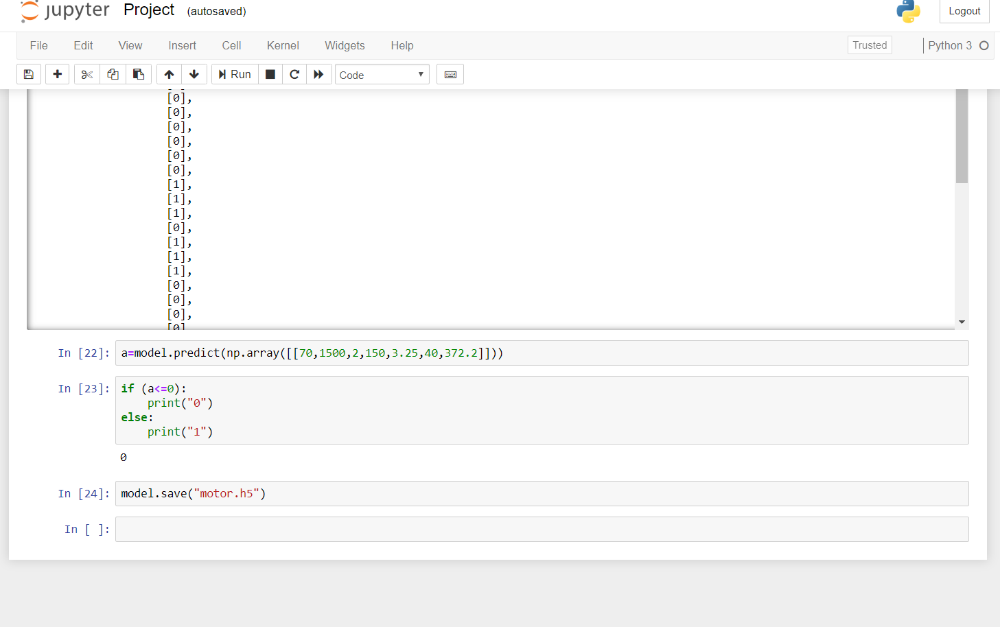 jupyter Project (autosaved)
Logout
File Edit View Insert Cell Kernel Widgets Help
Trusted
Python 3
Run
Code
[0],
[0],
[0],
[0],
[0],
[0],
[1],
[1],
[1],
[0],
[1],
[1],
[1],
[0],
[0],
[0],
[0]
In [22]: a=model.predict(np.array([[70,1500,2,150,3.25,40,372.2]]))
In [23]: if (a<=0):
print("0")
else:
print("1")
0
In [24]: model.save("motor.h5")
In [ ]: